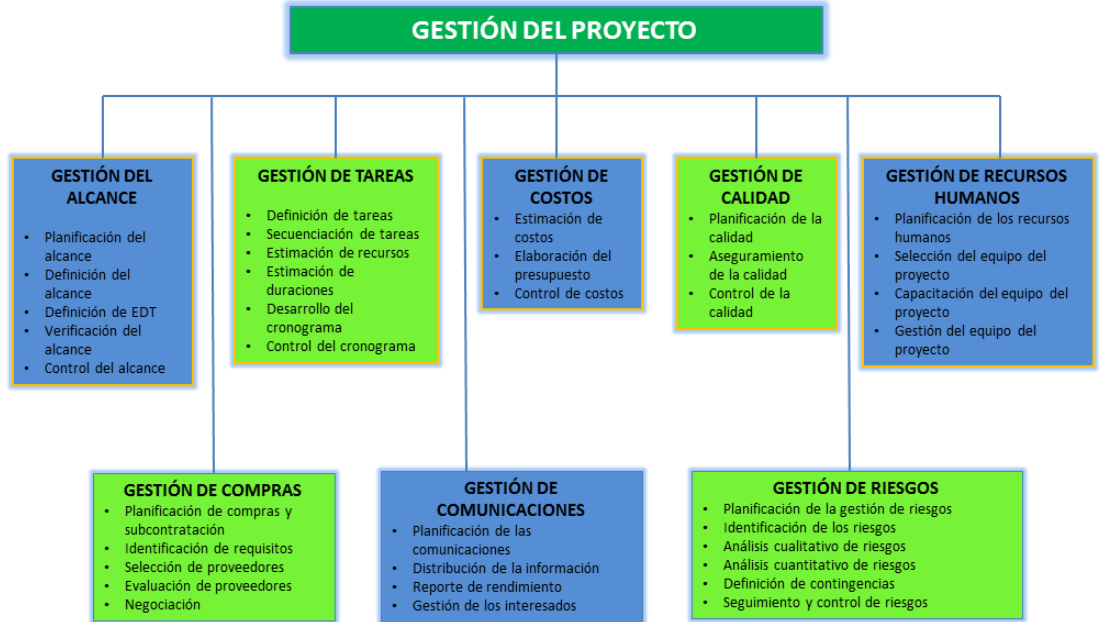 GESTIÓN DEL PROYECTO
GESTIÓN DEL
ALCANCE
• Planificación del
alcance
• Definición del
alcance
• Definición de EDT
• Verificación del
alcance
• Control del alcance
GESTIÓN DE TAREAS
• Definición de tareas
• Secuenciación de tareas
• Estimación de recursos
• Estimación de
duraciones
• Desarrollo del
cronograma
• Control del cronograma
GESTIÓN DE
COSTOS
• Estimación de
costos
• Elaboración del
presupuesto
• Control de costos
GESTIÓN DE
CALIDAD
• Planificación de la
calidad
• Aseguramiento
de la calidad
• Control de la
calidad
GESTIÓN DE RECURSOS
HUMANOS
• Planificación de los recursos
humanos
• Selección del equipo del
proyecto
• Capacitación del equipo del
proyecto
• Gestión del equipo del
proyecto
GESTIÓN DE COMPRAS
• Planificación de compras y
subcontratación
• Identificación de requisitos
• Selección de proveedores
• Evaluación de proveedores
• Negociación
GESTIÓN DE
COMUNICACIONES
• Planificación de las
comunicaciones
• Distribución de la información
• Reporte de rendimiento
• Gestión de los interesados
GESTIÓN DE RIESGOS
• Planificación de la gestión de riesgos
• Identificación de los riesgos
• Análisis cualitativo de riesgos
• Análisis cuantitativo de riesgos
• Definición de contingencias
• Seguimiento y control de riesgos